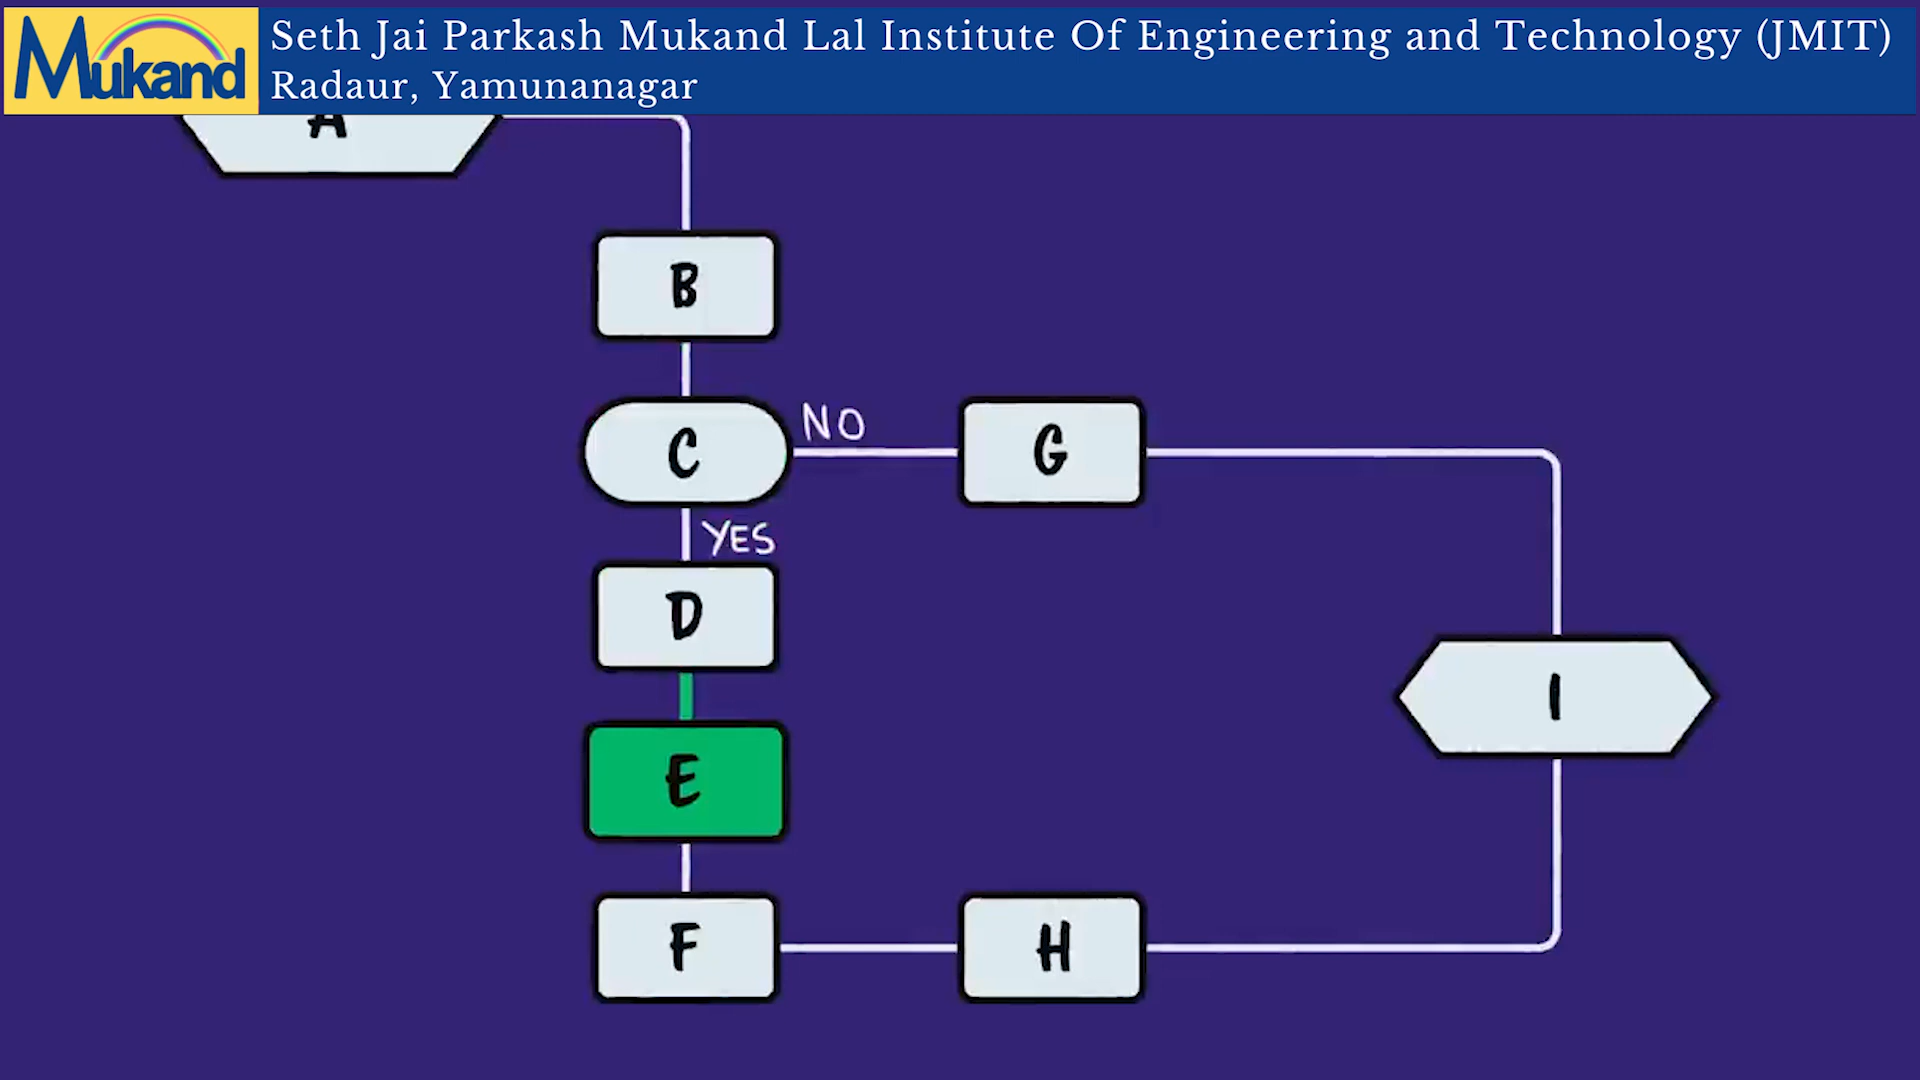 Mukand
Seth Jai Parkash Mukand Lal Institute Of Engineering and Technology (JMIT)
Radaur, Yamunanagar
A
B
C
NO
G
YES
D
I
E
F
H